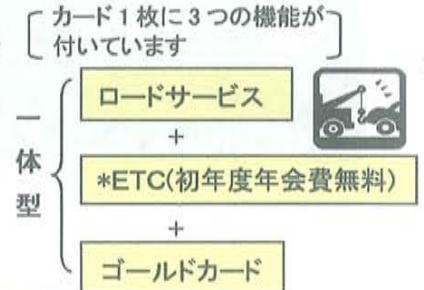 カード1枚に3つの機能が
付いています
一体型
ロードサービス
+
*ETC(初年度年会費無料)
+
ゴールドカード